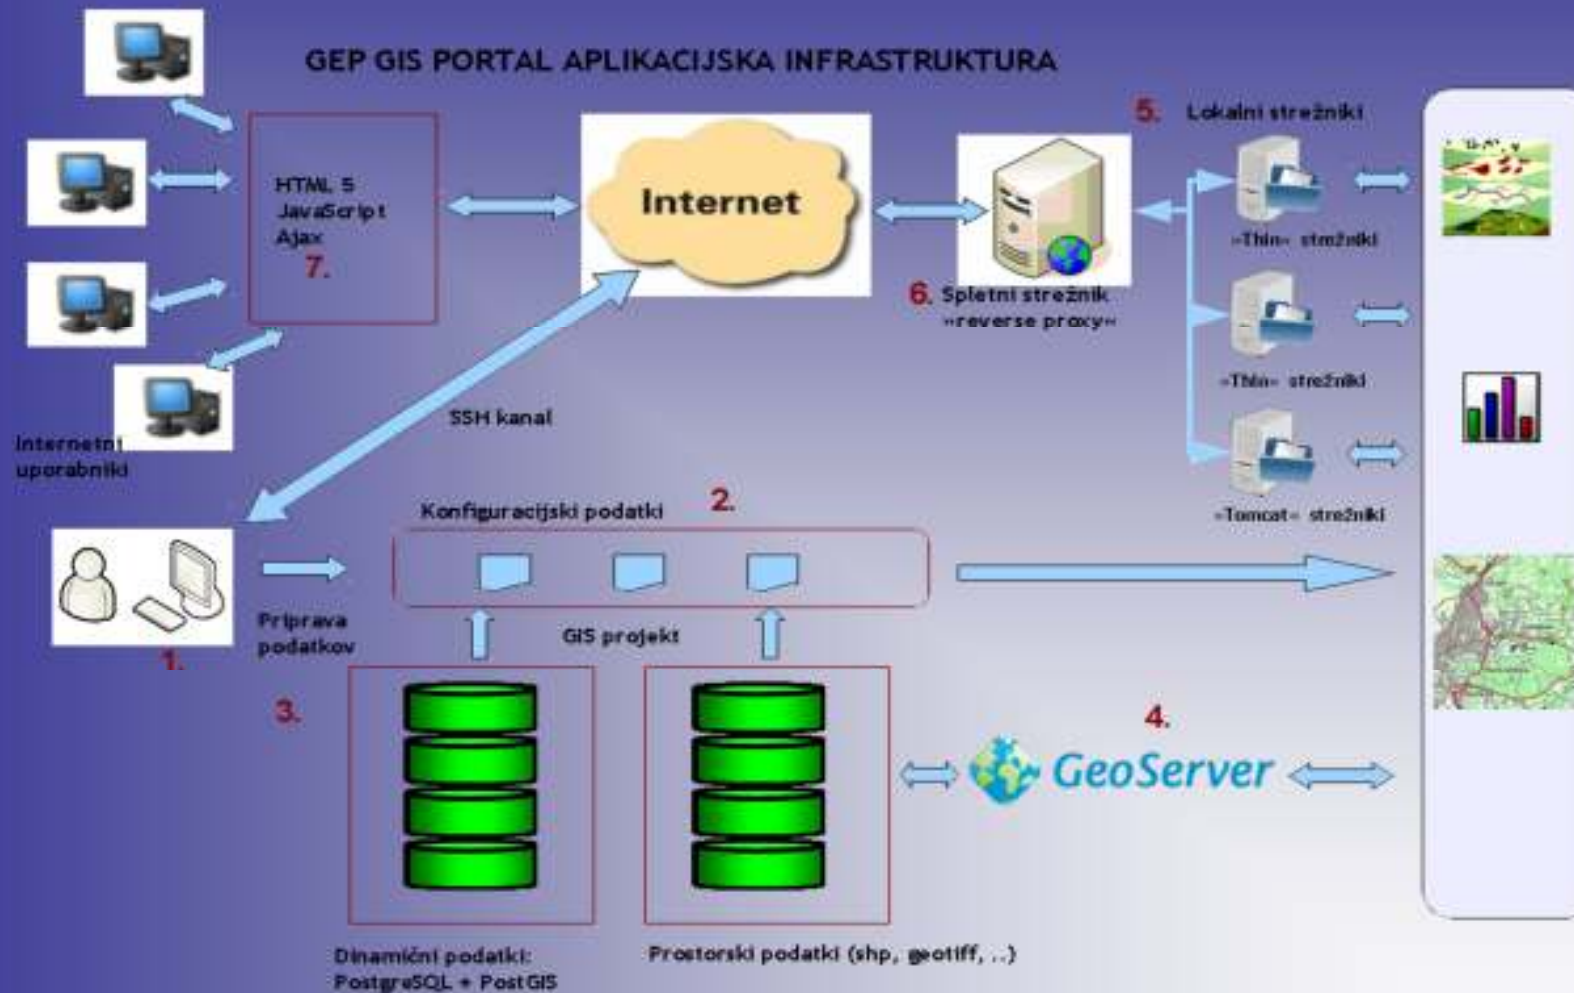 GEP GIS PORTAL APLIKACIJSKA INFRASTRUKTURA
HTML 5
JavaScript
Ajax
7.
Internet
5. Lokalni strežniki
»Thin« strežniki
»Thin« strežniki
»Tomcat« strežniki
6. Spletni strežnik
»reverse proxy«
Internetni
uporabniki
SSH kanal
Konfiguracijski podatki 2.
Priprava
podatkov
1.
GIS projekt
3.
4.
GeoServer
Dinamični podatki:
PostgreSQL + PostGIS
Prostorski podatki (shp, geotiff, ..)